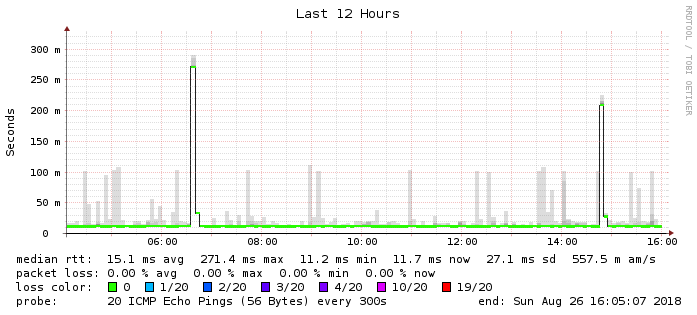 Last 12 Hours
RRDTOOL / TOBI OETIKER
Seconds
300 m
250 m
200 m
150 m
100 m
50 m
0
06:00 08:00 10:00 12:00 14:00 16:00
median rtt: 15.1 ms avg 271.4 ms max 11.2 ms min 11.7 ms now 27.1 ms sd 557.5 m am/s
packet loss: 0.00 % avg 0.00 % max 0.00 % min 0.00 % now
loss color: 0 1/20 2/20 3/20 4/20 10/20 19/20
probe: 20 ICMP Echo Pings (56 Bytes) every 300s end: Sun Aug 26 16:05:07 2018